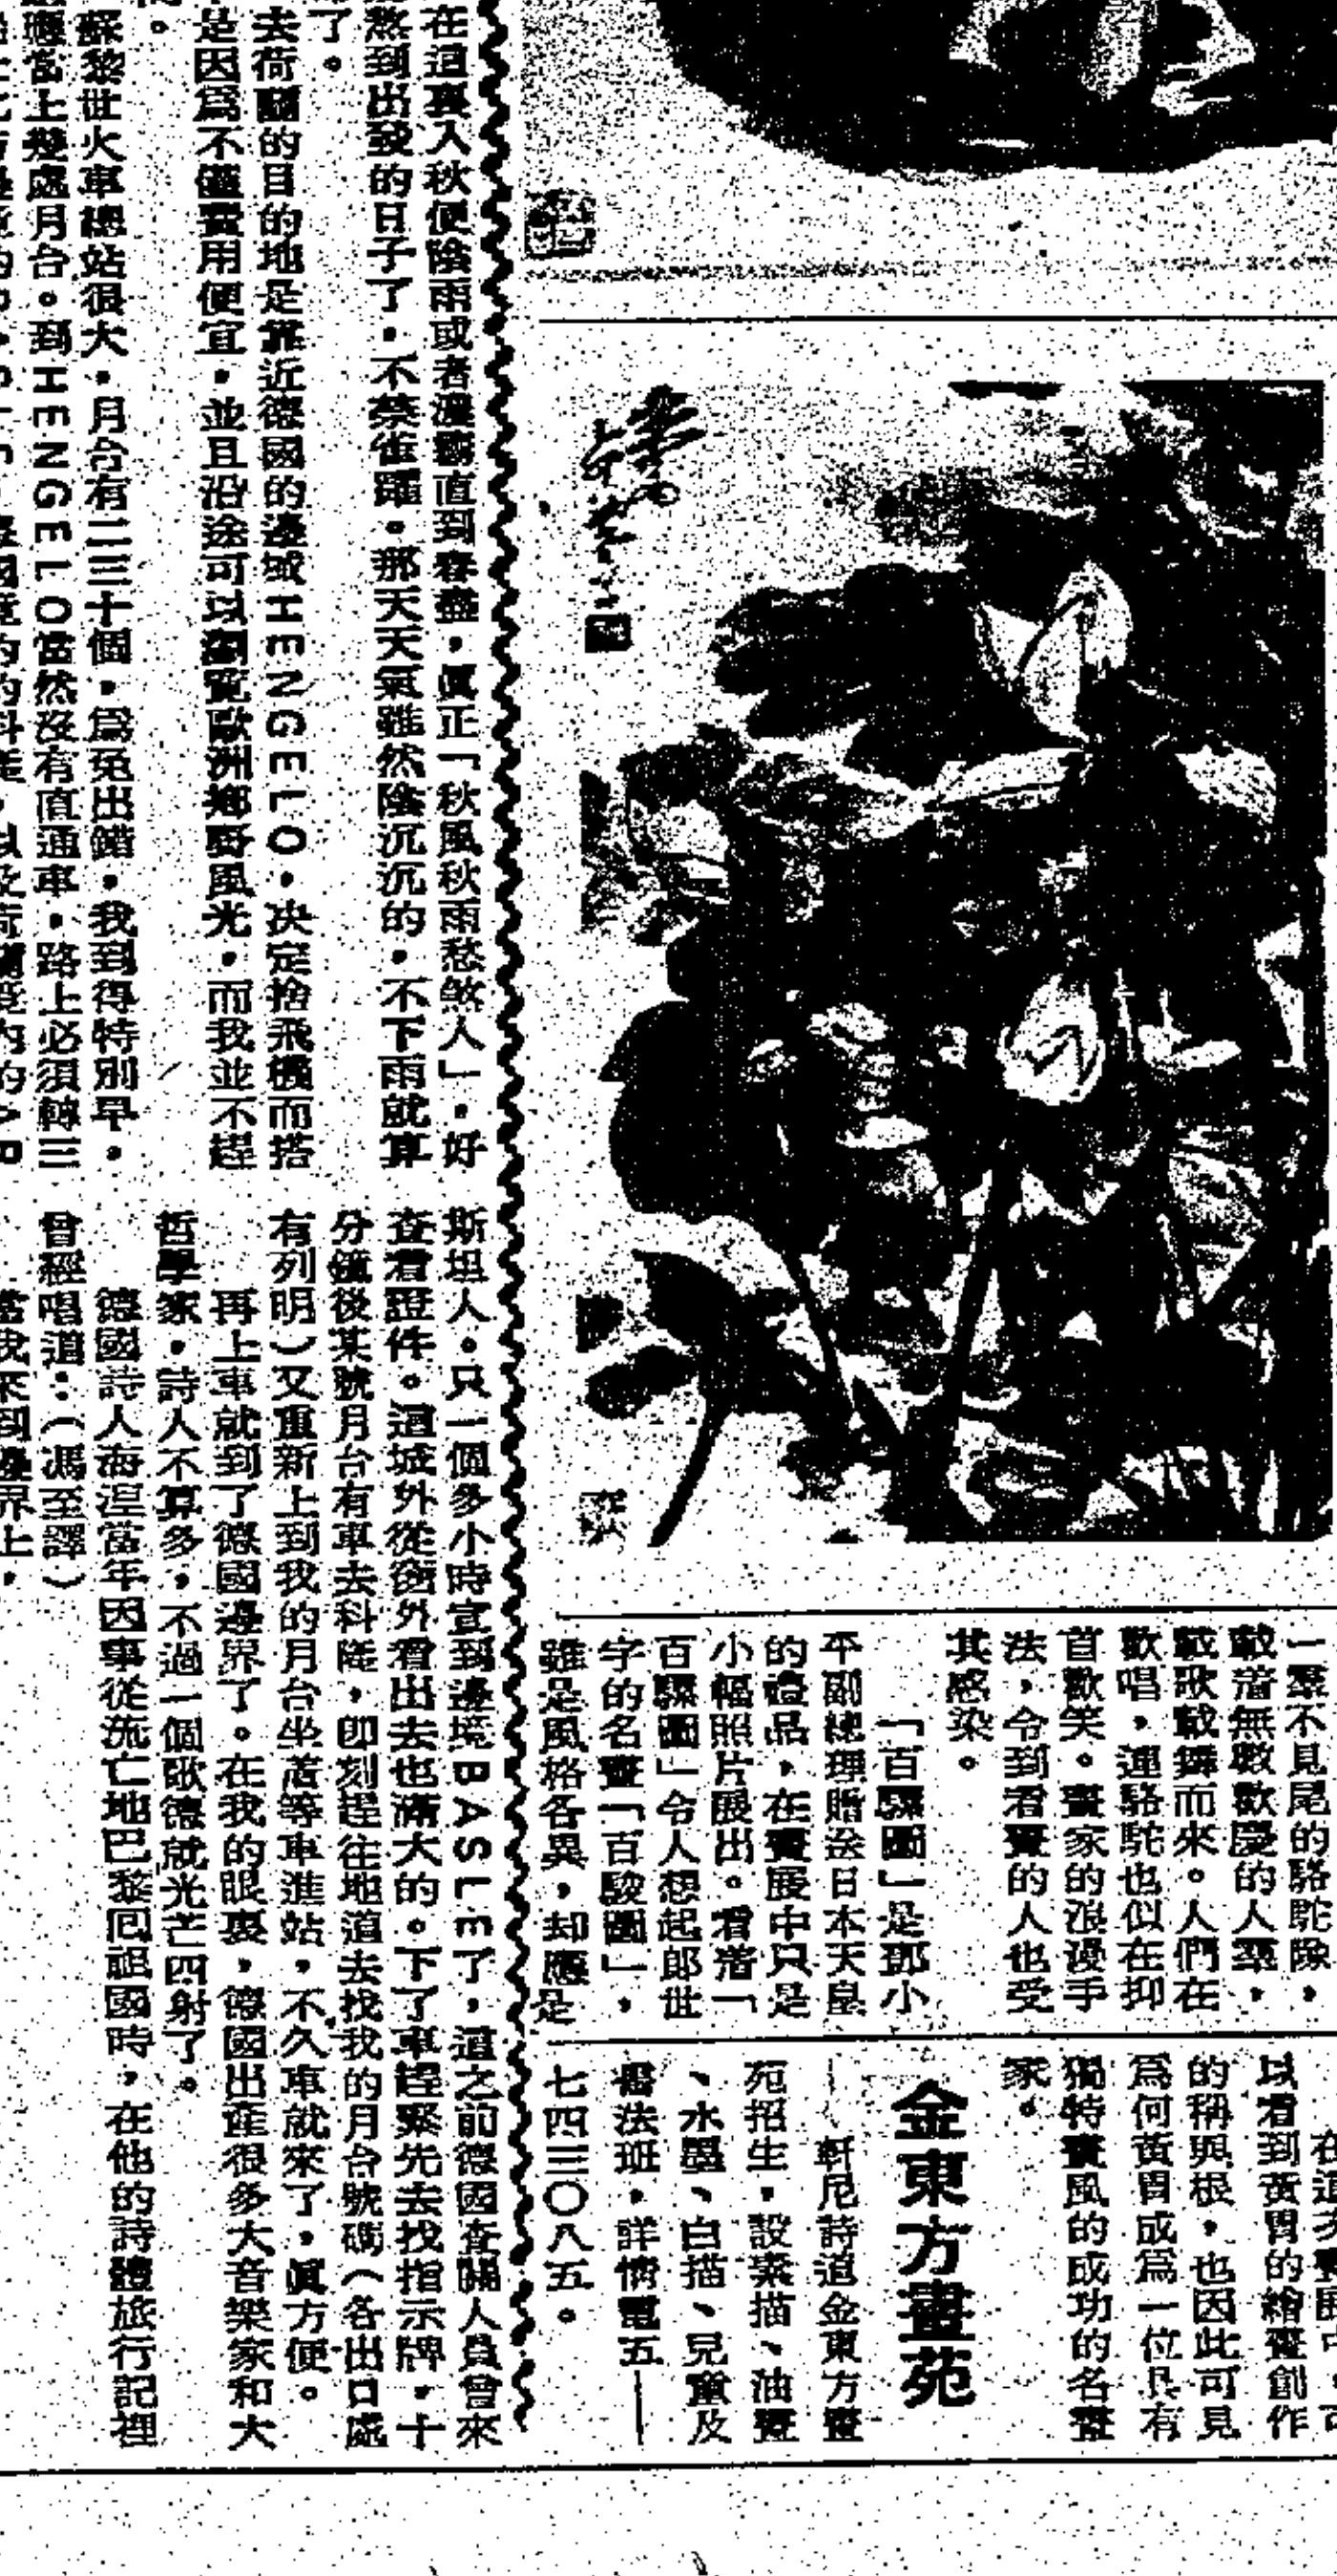 一羣不見尾的駱駝隊，
載着無數歡慶的人羣，
載歌載舞而來。人們在
歡唱，連駱駝也似在抑
首歡笑。畫家的浪漫手
法，令到看畫的人也受
其感染。
「百驥圖」是鄧小
平副總理贈送日本天皇
的禮品，在畫展中只是
小幅照片展出。看着「
百驥圖」令人想起郎世
字的名畫「百駿圖」，
雖是風格各異，却應是
以看到黃冑的繪畫創作
的稱與根，也因此可見
爲何黃冑成爲一位具有
獨特畫風的成功的名畫
家。
金東方畫苑
軒尼詩道金東方畫
苑招生，設素描、油畫
、水墨、白描、兒童及
書法班，詳情電五｜
七四三〇八五。
在這裏入秋便陰雨或者濃霧直到春盡，眞正「秋風秋雨愁煞人」，好
熬到出發的日子了，不禁雀躍。那天天氣雖然陰沉沉的，不下雨就算
了。
去荷蘭的目的地是靠近德國的邊城HENGELO，决定捨飛機而搭
是因爲不僅費用便宜，並且沿途可以瀏覽歐洲鄉野風光，而我並不趕
蘇黎世火車總站很大，月台有二三十個，爲免出錯，我到得特別早，
上幾處月台。到HENGELO當然沒有直通車，路上必須轉三
斯坦人。只一個多小時宣到邊境BASLE了，這之前德國查關人員曾來
查看證件。這城外從窗外看出去也滿大的。下了車趕緊先去找指示牌，十
分鐘後某號月台有車去科隆，卽刻趕往地道去找我的月台號碼（各出口處
有列明）又重新上到我的月台坐着等車進站，不久車就來了，眞方便。
再上車就到了德國邊界了。在我的眼裏，德國出產很多大音樂家和大
哲學家，詩人不算多，不過一個歌德就光芒四射了。
德國詩人海涅當年因事從流亡地巴黎囘祖國時，在他的詩體旅行記裡
曾經唱道：（馮至譯）
當我來到邊界上，